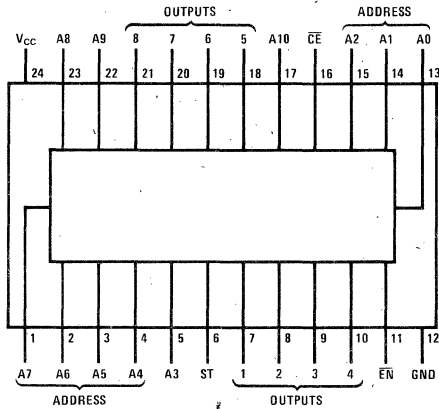 OUTPUTS ADDRESS
VCC A8 A9 8 7 6 5 A10 CE A2 A1 A0
24 23 22 21 20 19 18 17 16 15 14 13
1 2 3 4 5 6 7 8 9 10 11 12
A7 A6 A5 A4 A3 ST 1 2 3 4 EN GND
ADDRESS OUTPUTS